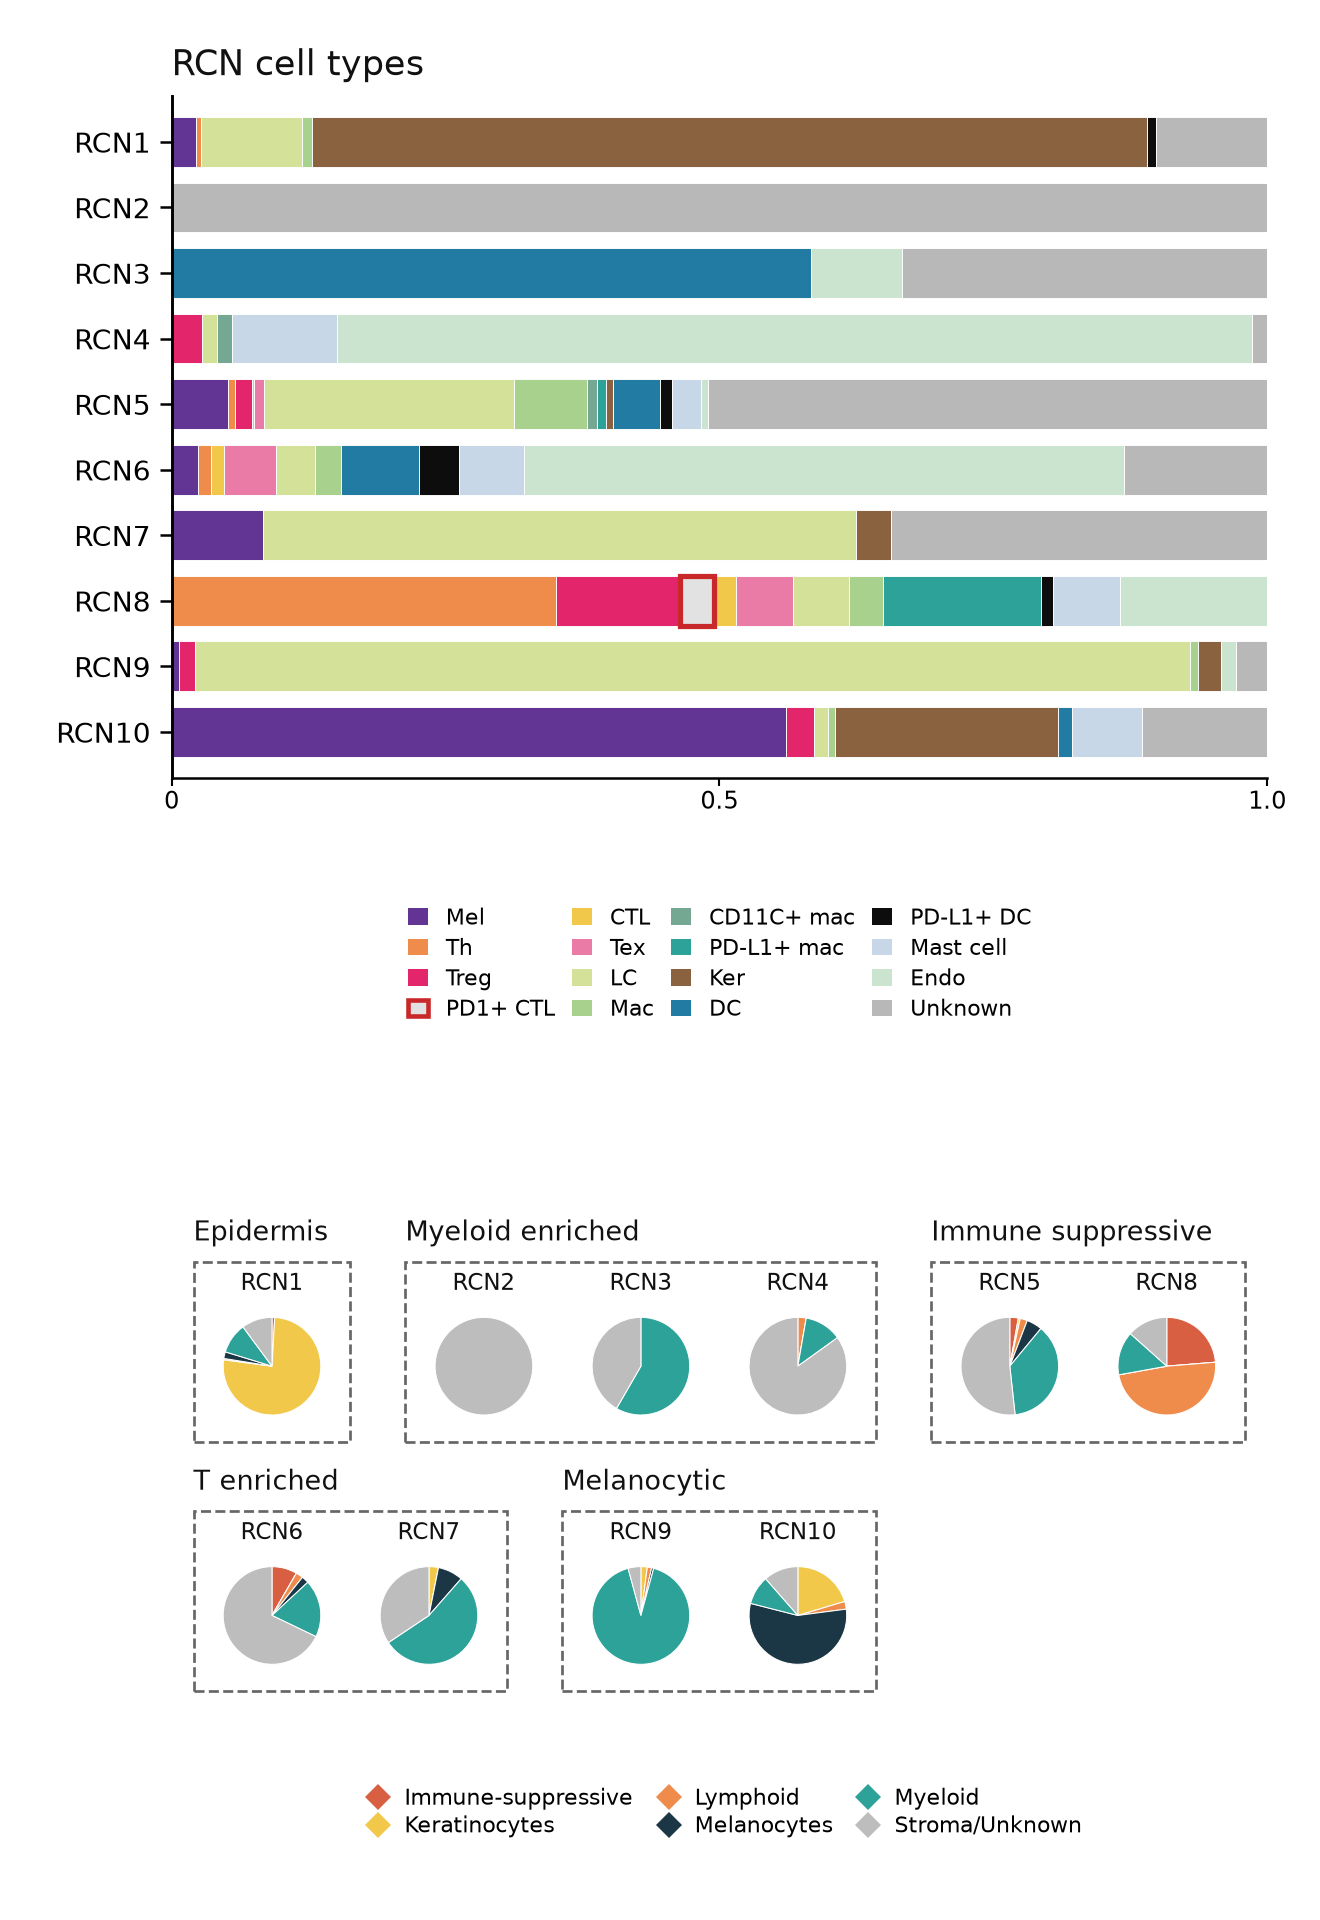 RCN cell types
RCN1
RCN2
RCN3
RCN4
RCN5
RCN6
RCN7
RCN8
RCN9
RCN10
0 0.5 1.0
Mel CTL CD11C+ mac PD-L1+ DC
Th Tex PD-L1+ mac Mast cell
Treg LC Ker Endo
PD1+ CTL Mac DC Unknown
Epidermis Myeloid enriched Immune suppressive
RCN1 RCN2 RCN3 RCN4 RCN5 RCN8
T enriched Melanocytic
RCN6 RCN7 RCN9 RCN10
Immune-suppressive Lymphoid Myeloid
Keratinocytes Melanocytes Stroma/Unknown